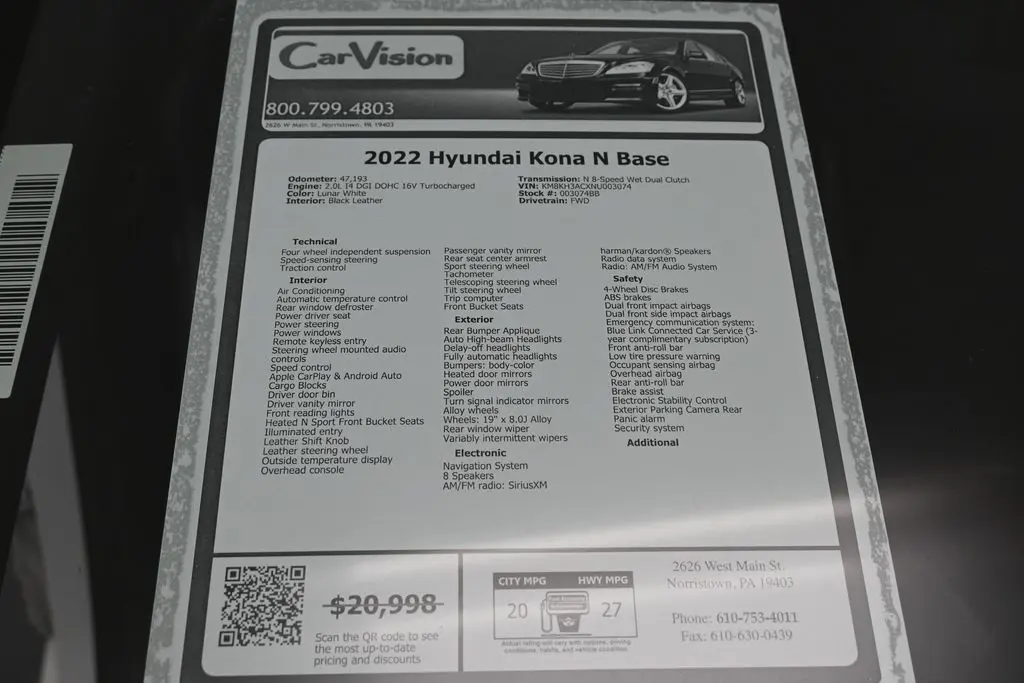 CarVision
800.799.4803
2626 W Main St, Norristown, PA 19403
2022 Hyundai Kona N Base
Odometer: 47,193
Engine: 2.0L I4 DGI DOHC 16V Turbocharged
Color: Lunar White
Interior: Black Leather
Transmission: N 8-Speed Wet Dual Clutch
VIN: KM8KH3ACXNU003074
Stock #: 003074BB
Drivetrain: FWD
Technical
Four wheel independent suspension
Speed-sensing steering
Traction control
Interior
Air Conditioning
Automatic temperature control
Rear window defroster
Power driver seat
Power steering
Power windows
Remote keyless entry
Steering wheel mounted audio
controls
Speed control
Apple CarPlay & Android Auto
Cargo Blocks
Driver door bin
Driver vanity mirror
Front reading lights
Heated N Sport Front Bucket Seats
Illuminated entry
Leather Shift Knob
Leather steering wheel
Outside temperature display
Overhead console
Passenger vanity mirror
Rear seat center armrest
Sport steering wheel
Tachometer
Telescoping steering wheel
Tilt steering wheel
Trip computer
Front Bucket Seats
Exterior
Rear Bumper Applique
Auto High-beam Headlights
Delay-off headlights
Fully automatic headlights
Bumpers: body-color
Heated door mirrors
Power door mirrors
Spoiler
Turn signal indicator mirrors
Alloy wheels
Wheels: 19" x 8.0J Alloy
Rear window wiper
Variably intermittent wipers
Electronic
Navigation System
8 Speakers
AM/FM radio: SiriusXM
harman/kardon® Speakers
Radio data system
Radio: AM/FM Audio System
Safety
4-Wheel Disc Brakes
ABS brakes
Dual front impact airbags
Dual front side impact airbags
Emergency communication system:
Blue Link Connected Car Service (3-
year complimentary subscription)
Front anti-roll bar
Low tire pressure warning
Occupant sensing airbag
Overhead airbag
Rear anti-roll bar
Brake assist
Electronic Stability Control
Exterior Parking Camera Rear
Panic alarm
Security system
Additional
$20,998
Scan the QR code to see
the most up-to-date
pricing and discounts
CITY MPG HWY MPG
20 27
Actual rating will vary with options, driving
conditions, habits, and vehicle condition.
2626 West Main St.
Norristown, PA 19403
Phone: 610-753-4011
Fax: 610-630-0439